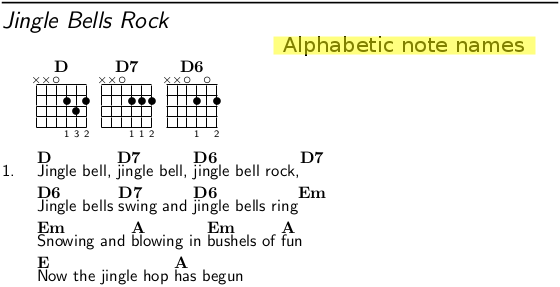 Jingle Bells Rock
Alphabetic note names
D D7 D6
××○ ××○ ××○ ○
1 3 2 1 1 2 1 2
D D7 D6 D7
1. Jingle bell, jingle bell, jingle bell rock,
D6 D7 D6 Em
Jingle bells swing and jingle bells ring
Em A Em A
Snowing and blowing in bushels of fun
E A
Now the jingle hop has begun